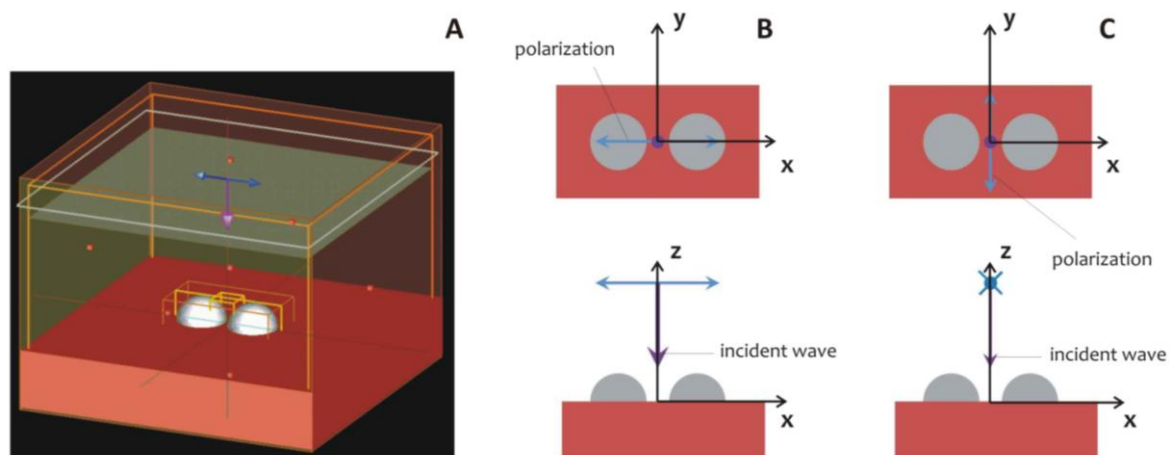 A
B
C
y
polarization
x
y
x
polarization
z
incident wave
x
z
incident wave
x